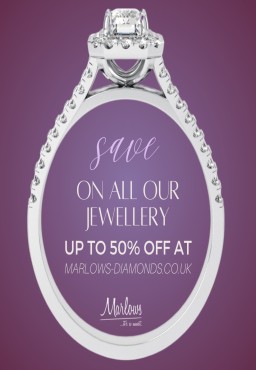 save
ON ALL OUR
JEWELLERY
UP TO 50% OFF AT
MARLOWS-DIAMONDS.CO.UK
Marlows